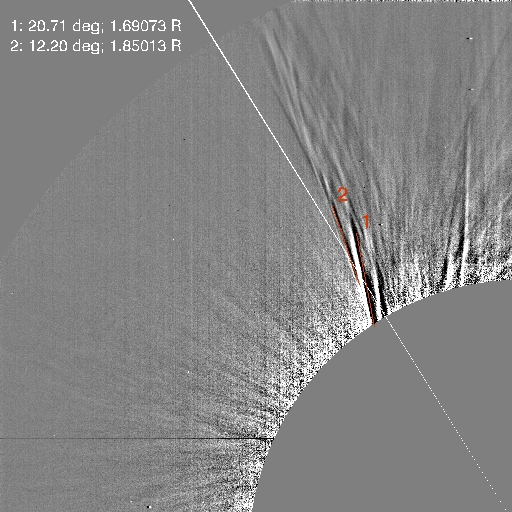 1: 20.71 deg; 1.69073 R
2: 12.20 deg; 1.85013 R
2
1